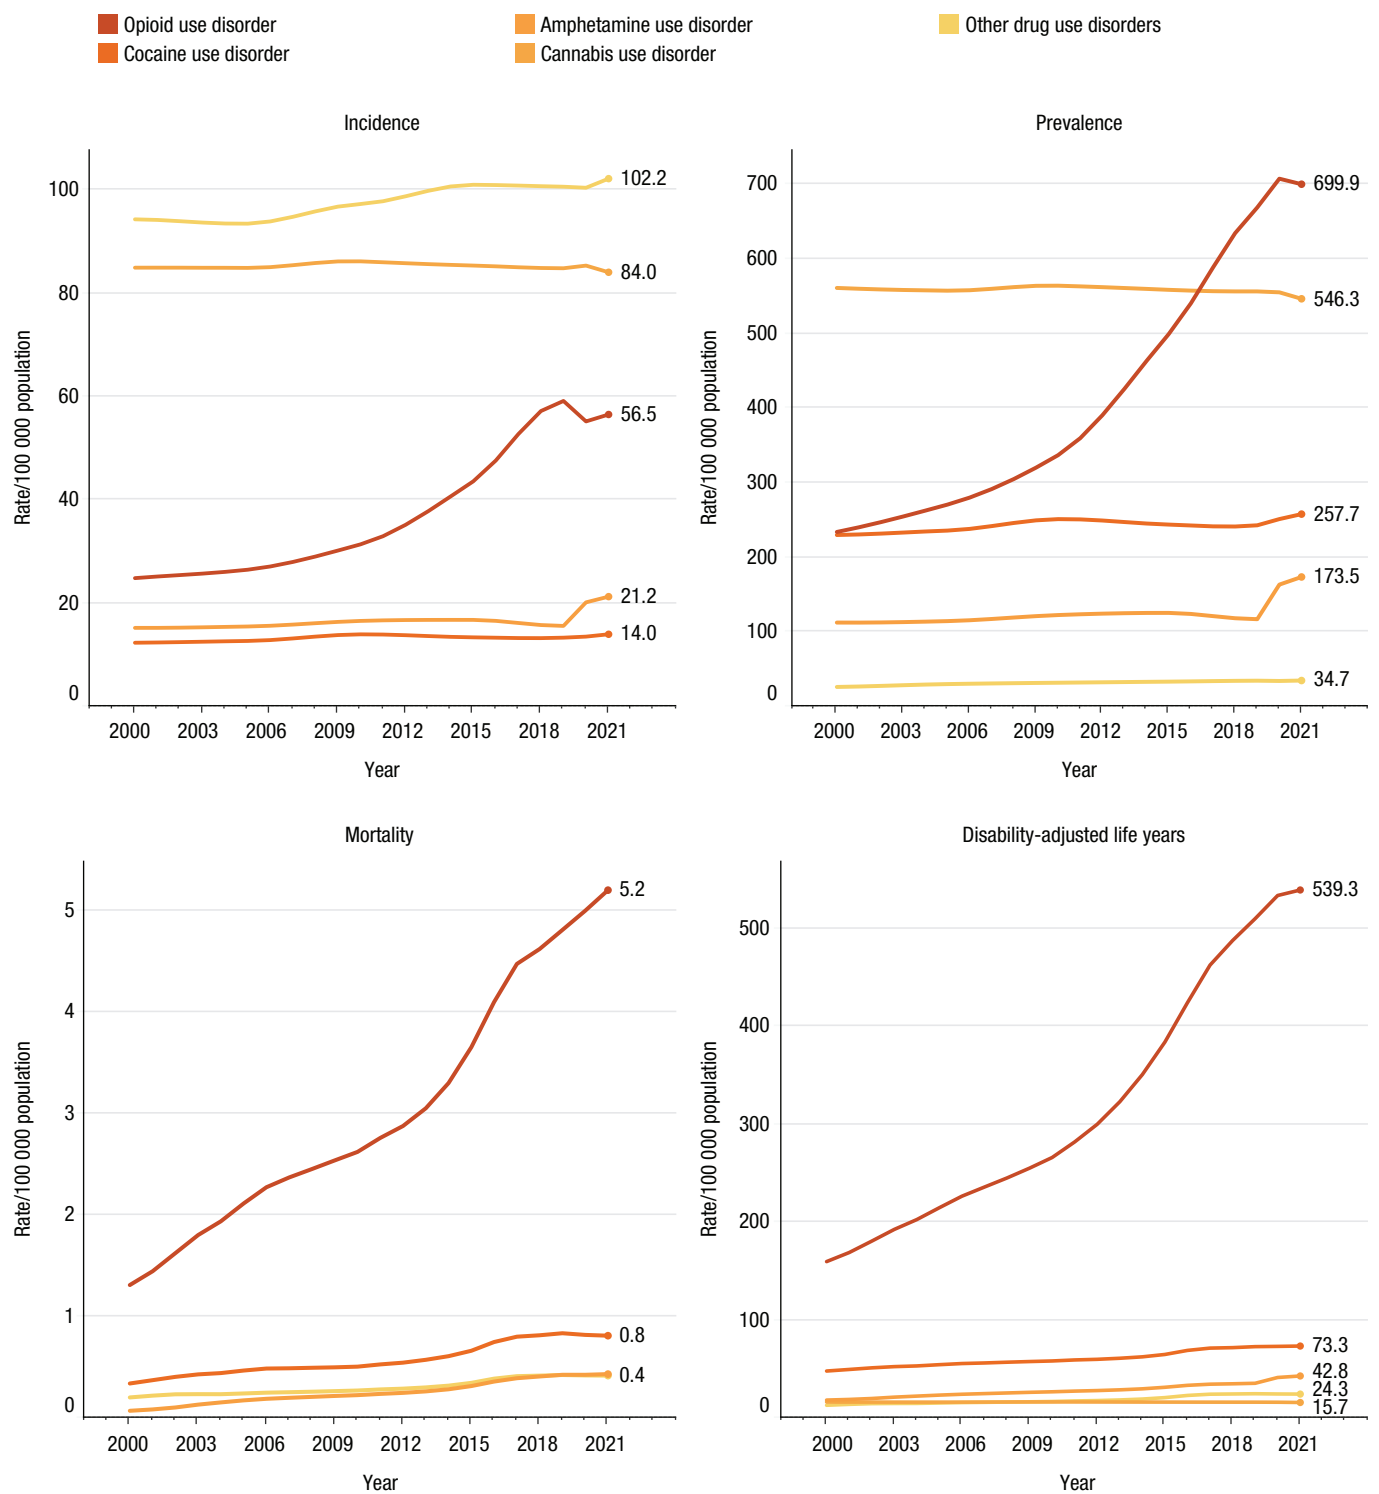 Opioid use disorder
Amphetamine use disorder
Other drug use disorders
Cocaine use disorder
Cannabis use disorder
Incidence
Rate/100 000 population
100
80
60
40
20
0
102.2
84.0
56.5
21.2
14.0
2000 2003 2006 2009 2012 2015 2018 2021
Year
Prevalence
Rate/100 000 population
700
600
500
400
300
200
100
0
699.9
546.3
257.7
173.5
34.7
2000 2003 2006 2009 2012 2015 2018 2021
Year
Mortality
Rate/100 000 population
5
4
3
2
1
0
5.2
0.8
0.4
2000 2003 2006 2009 2012 2015 2018 2021
Year
Disability-adjusted life years
Rate/100 000 population
500
400
300
200
100
0
539.3
73.3
42.8
24.3
15.7
2000 2003 2006 2009 2012 2015 2018 2021
Year